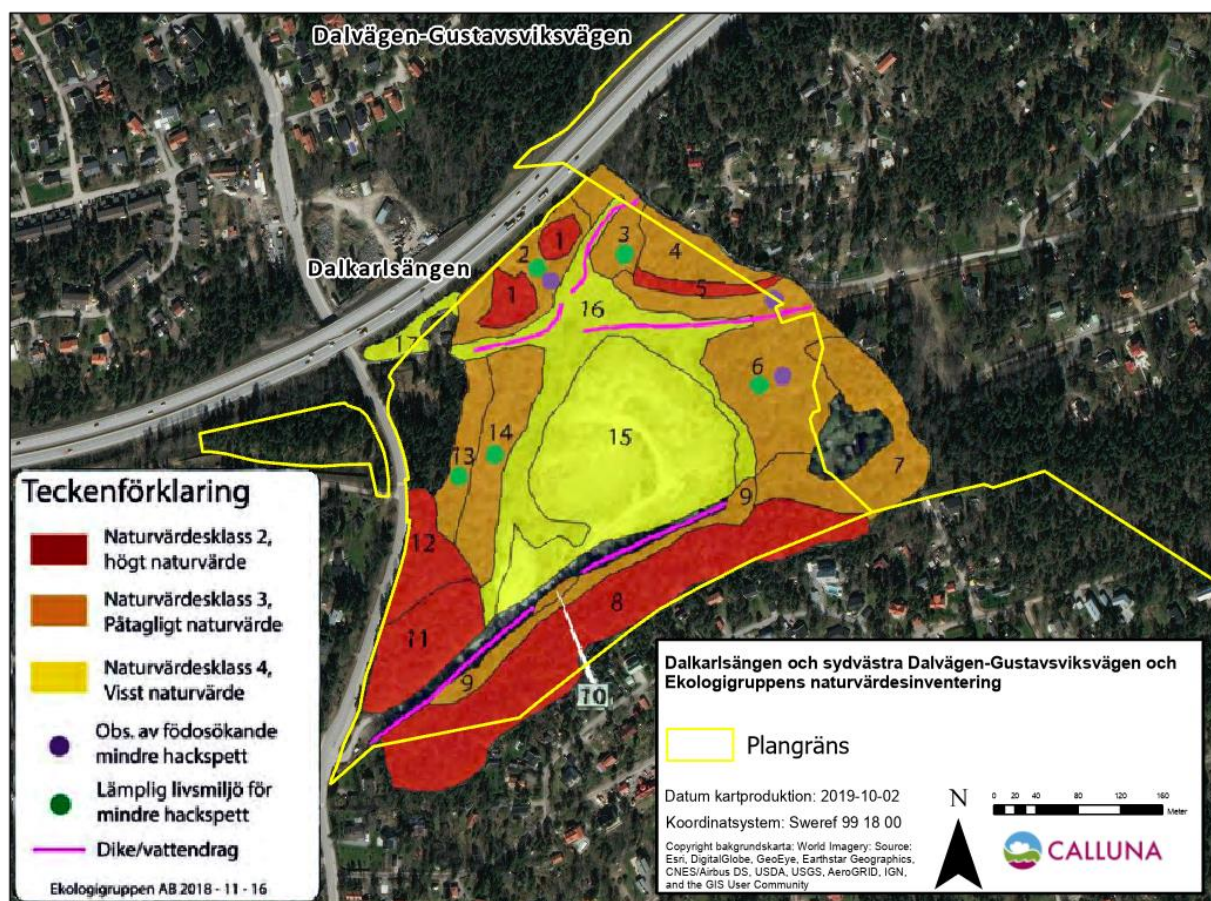 Dalvägen-Gustavsviksvägen
Dalkarlsängen
1
2
3
4
1
5
16
17
6
15
14
13
7
9
12
8
11
9
10
Teckenförklaring
Naturvärdesklass 2,
högt naturvärde
Naturvärdesklass 3,
Påtagligt naturvärde
Naturvärdesklass 4,
Visst naturvärde
Obs. av födosökande
mindre hackspett
Lämplig livsmiljö för
mindre hackspett
Dike/vattendrag
Ekologigruppen AB 2018 - 11 - 16
Dalkarlsängen och sydvästra Dalvägen-Gustavsviksvägen och
Ekologigruppens naturvärdesinventering
Plangräns
Datum kartproduktion: 2019-10-02
Koordinatsystem: Sweref 99 18 00
Copyright bakgrundskarta: World Imagery: Source:
Esri, DigitalGlobe, GeoEye, Earthstar Geographics,
CNES/Airbus DS, USDA, USGS, AeroGRID, IGN,
and the GIS User Community
N
0 20 40 80 120 160
Meter
CALLUNA